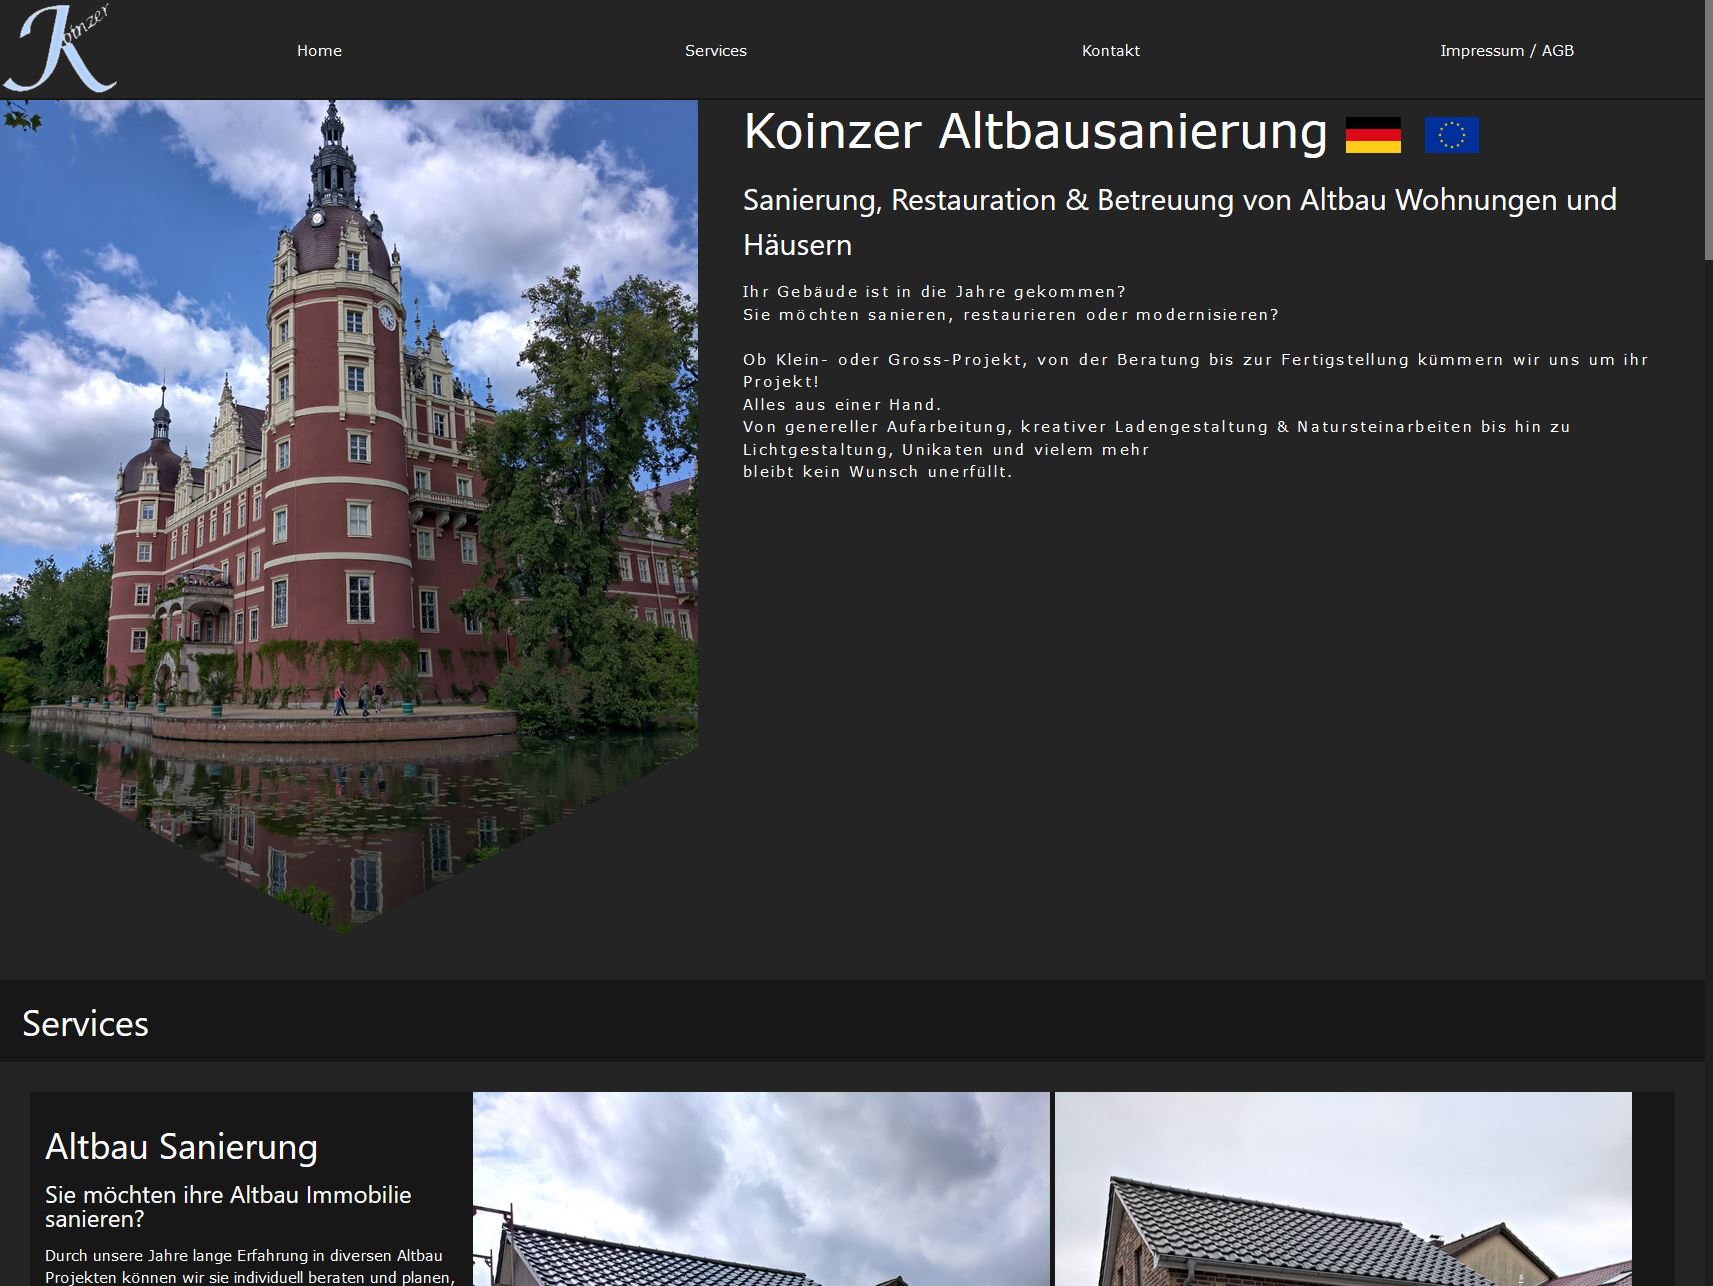 Koinzer
Home
Services
Kontakt
Impressum / AGB
Koinzer Altbausanierung
Sanierung, Restauration & Betreuung von Altbau Wohnungen und
Häusern
Ihr Gebäude ist in die Jahre gekommen?
Sie möchten sanieren, restaurieren oder modernisieren?
Ob Klein- oder Gross-Projekt, von der Beratung bis zur Fertigstellung kümmern wir uns um ihr
Projekt!
Alles aus einer Hand.
Von genereller Aufarbeitung, kreativer Ladengestaltung & Natursteinarbeiten bis hin zu
Lichtgestaltung, Unikaten und vielem mehr
bleibt kein Wunsch unerfüllt.
Services
Altbau Sanierung
Sie möchten ihre Altbau Immobilie
sanieren?
Durch unsere Jahre lange Erfahrung in diversen Altbau
Projekten können wir sie individuell beraten und planen,